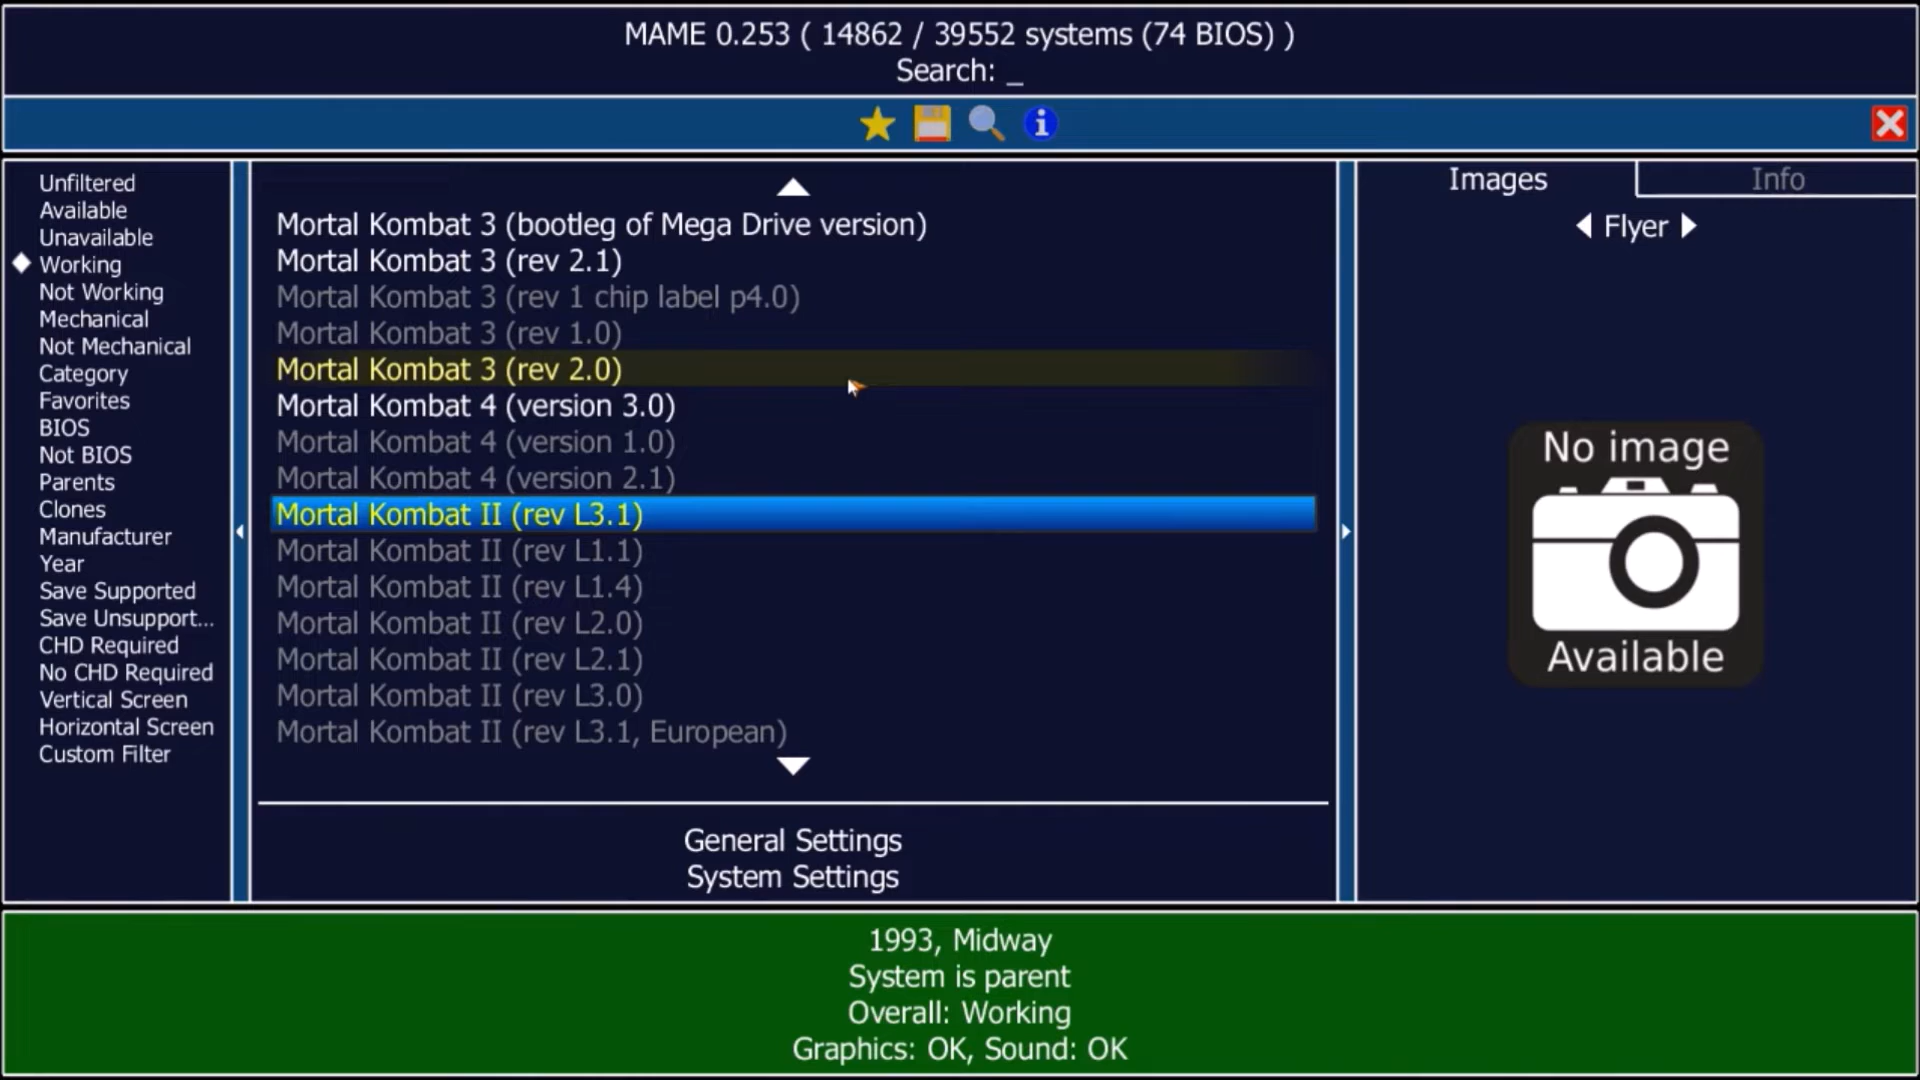 MAME 0.253 ( 14862 / 39552 systems (74 BIOS) )
Search: _
Unfiltered
Available
Unavailable
Working
Not Working
Mechanical
Not Mechanical
Category
Favorites
BIOS
Not BIOS
Parents
Clones
Manufacturer
Year
Save Supported
Save Unsupport...
CHD Required
No CHD Required
Vertical Screen
Horizontal Screen
Custom Filter
Mortal Kombat 3 (bootleg of Mega Drive version)
Mortal Kombat 3 (rev 2.1)
Mortal Kombat 3 (rev 1 chip label p4.0)
Mortal Kombat 3 (rev 1.0)
Mortal Kombat 3 (rev 2.0)
Mortal Kombat 4 (version 3.0)
Mortal Kombat 4 (version 1.0)
Mortal Kombat 4 (version 2.1)
Mortal Kombat II (rev L3.1)
Mortal Kombat II (rev L1.1)
Mortal Kombat II (rev L1.4)
Mortal Kombat II (rev L2.0)
Mortal Kombat II (rev L2.1)
Mortal Kombat II (rev L3.0)
Mortal Kombat II (rev L3.1, European)
General Settings
System Settings
Images
Info
Flyer
No image
Available
1993, Midway
System is parent
Overall: Working
Graphics: OK, Sound: OK